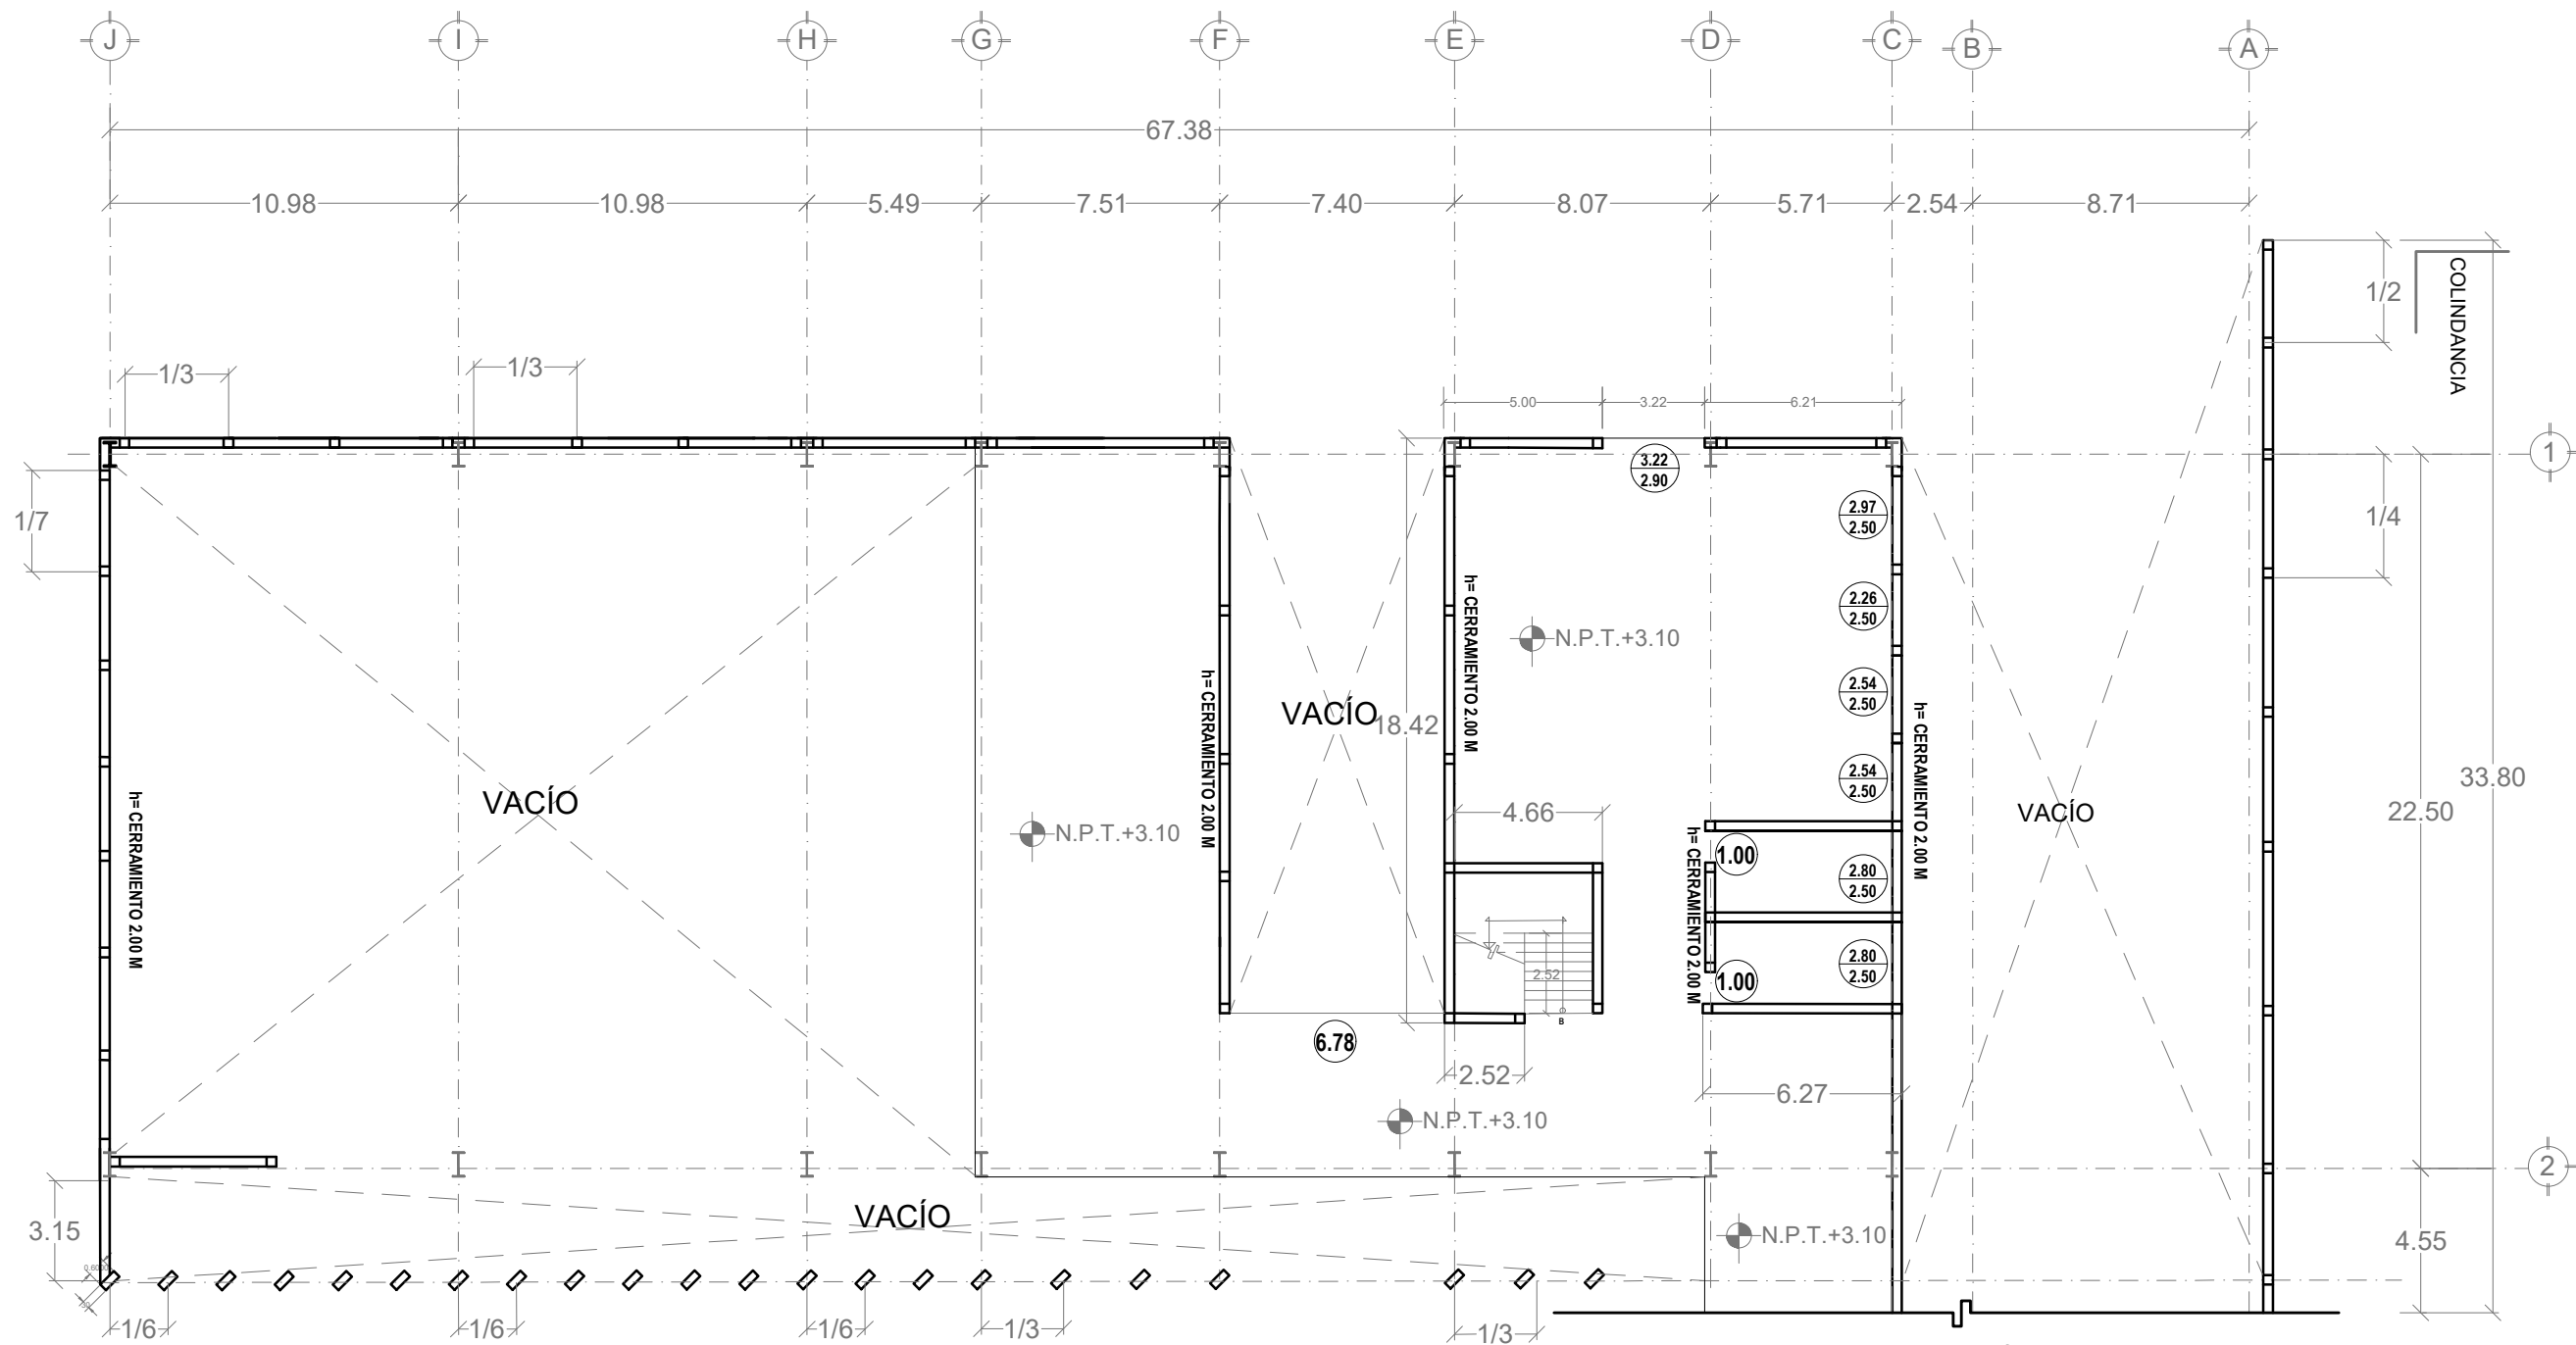 J
I
H
G
F
E
D
C
B
A
67.38
10.98
10.98
5.49
7.51
7.40
8.07
5.71
2.54
8.71
1/2
COLINDANCIA
1/3
1/3
5.00
3.22
6.21
1
3.22
2.90
1/7
2.97
2.50
1/4
2.26
2.50
h= CERRAMIENTO 2.00 M
N.P.T.+3.10
h= CERRAMIENTO 2.00 M
2.54
2.50
VACÍO
18.42
h= CERRAMIENTO 2.00 M
2.54
2.50
33.80
VACÍO
h= CERRAMIENTO 2.00 M
4.66
VACÍO
22.50
N.P.T.+3.10
h= CERRAMIENTO 2.00 M
1.00
2.80
2.50
2.52
1.00
2.80
2.50
B
6.78
2.52
6.27
N.P.T.+3.10
2
VACÍO
3.15
N.P.T.+3.10
4.55
1/6
1/6
1/6
1/3
1/3